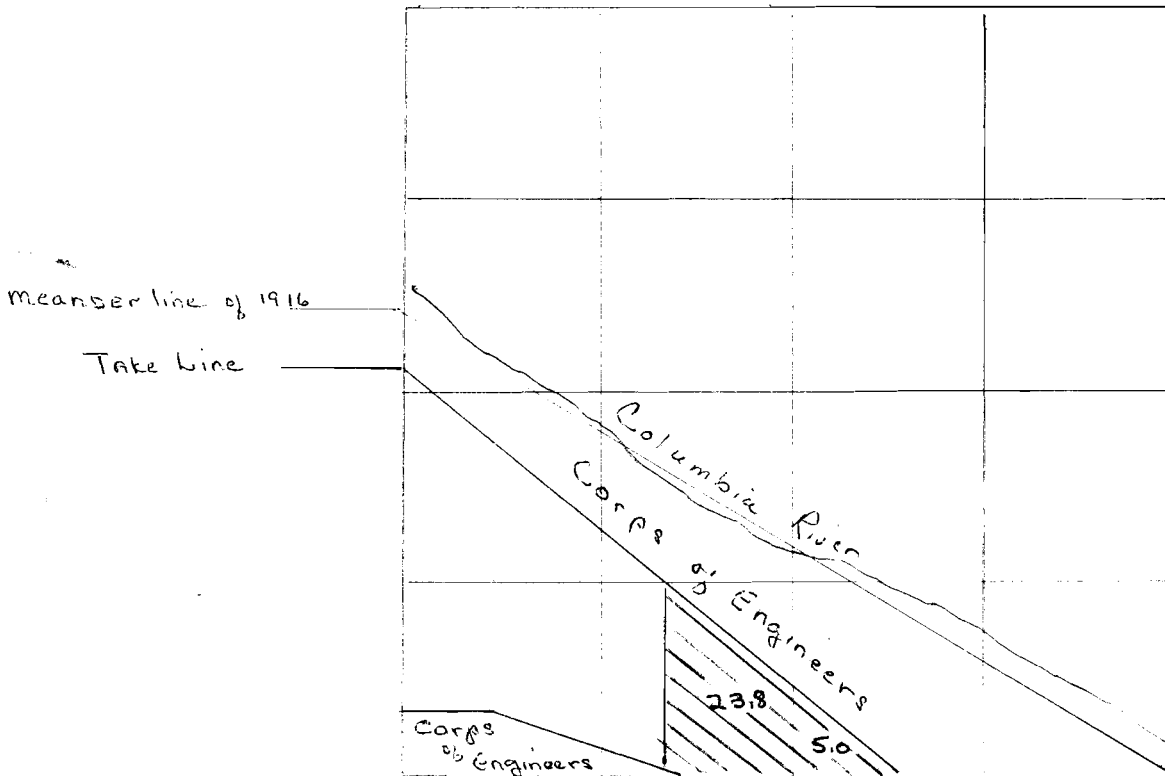 meander line of 1916
Take Line
Columbia River
Corps of Engineers
23.8
5.0
Corps
of Engineers